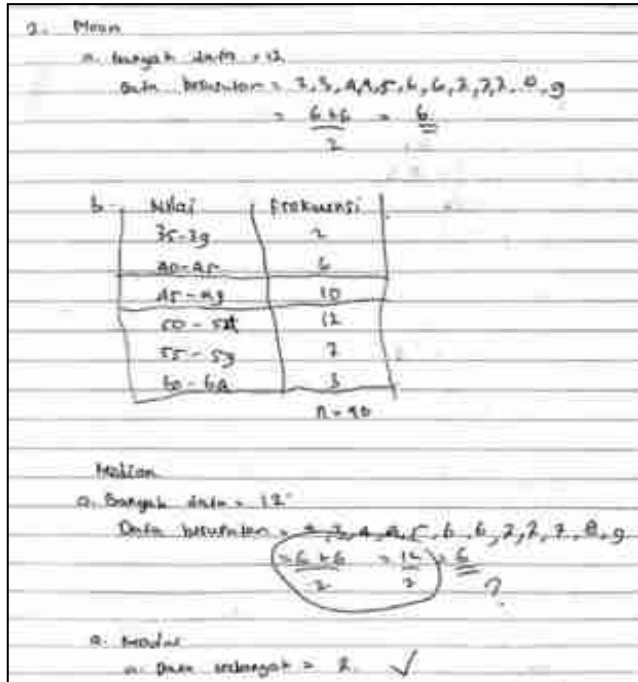 2. Mean
a. banyak data = 12
Data berurutan = 3, 3, 4, 4, 5, 6, 6, 7, 7, 7, 8, 9
= 6+6 = 6
2
b. Nilai Frekuensi
35-39 2
40-45 6
45-49 10
50-54 12
55-59 7
60-64 3
n = 40
Median
a. Banyak data = 12
Data berurutan = 3, 3, 4, 4, 5, 6, 6, 7, 7, 7, 8, 9
= 6+6 = 12 = 6
2 2 ?
a. Modus
a. Data = 7 ✓